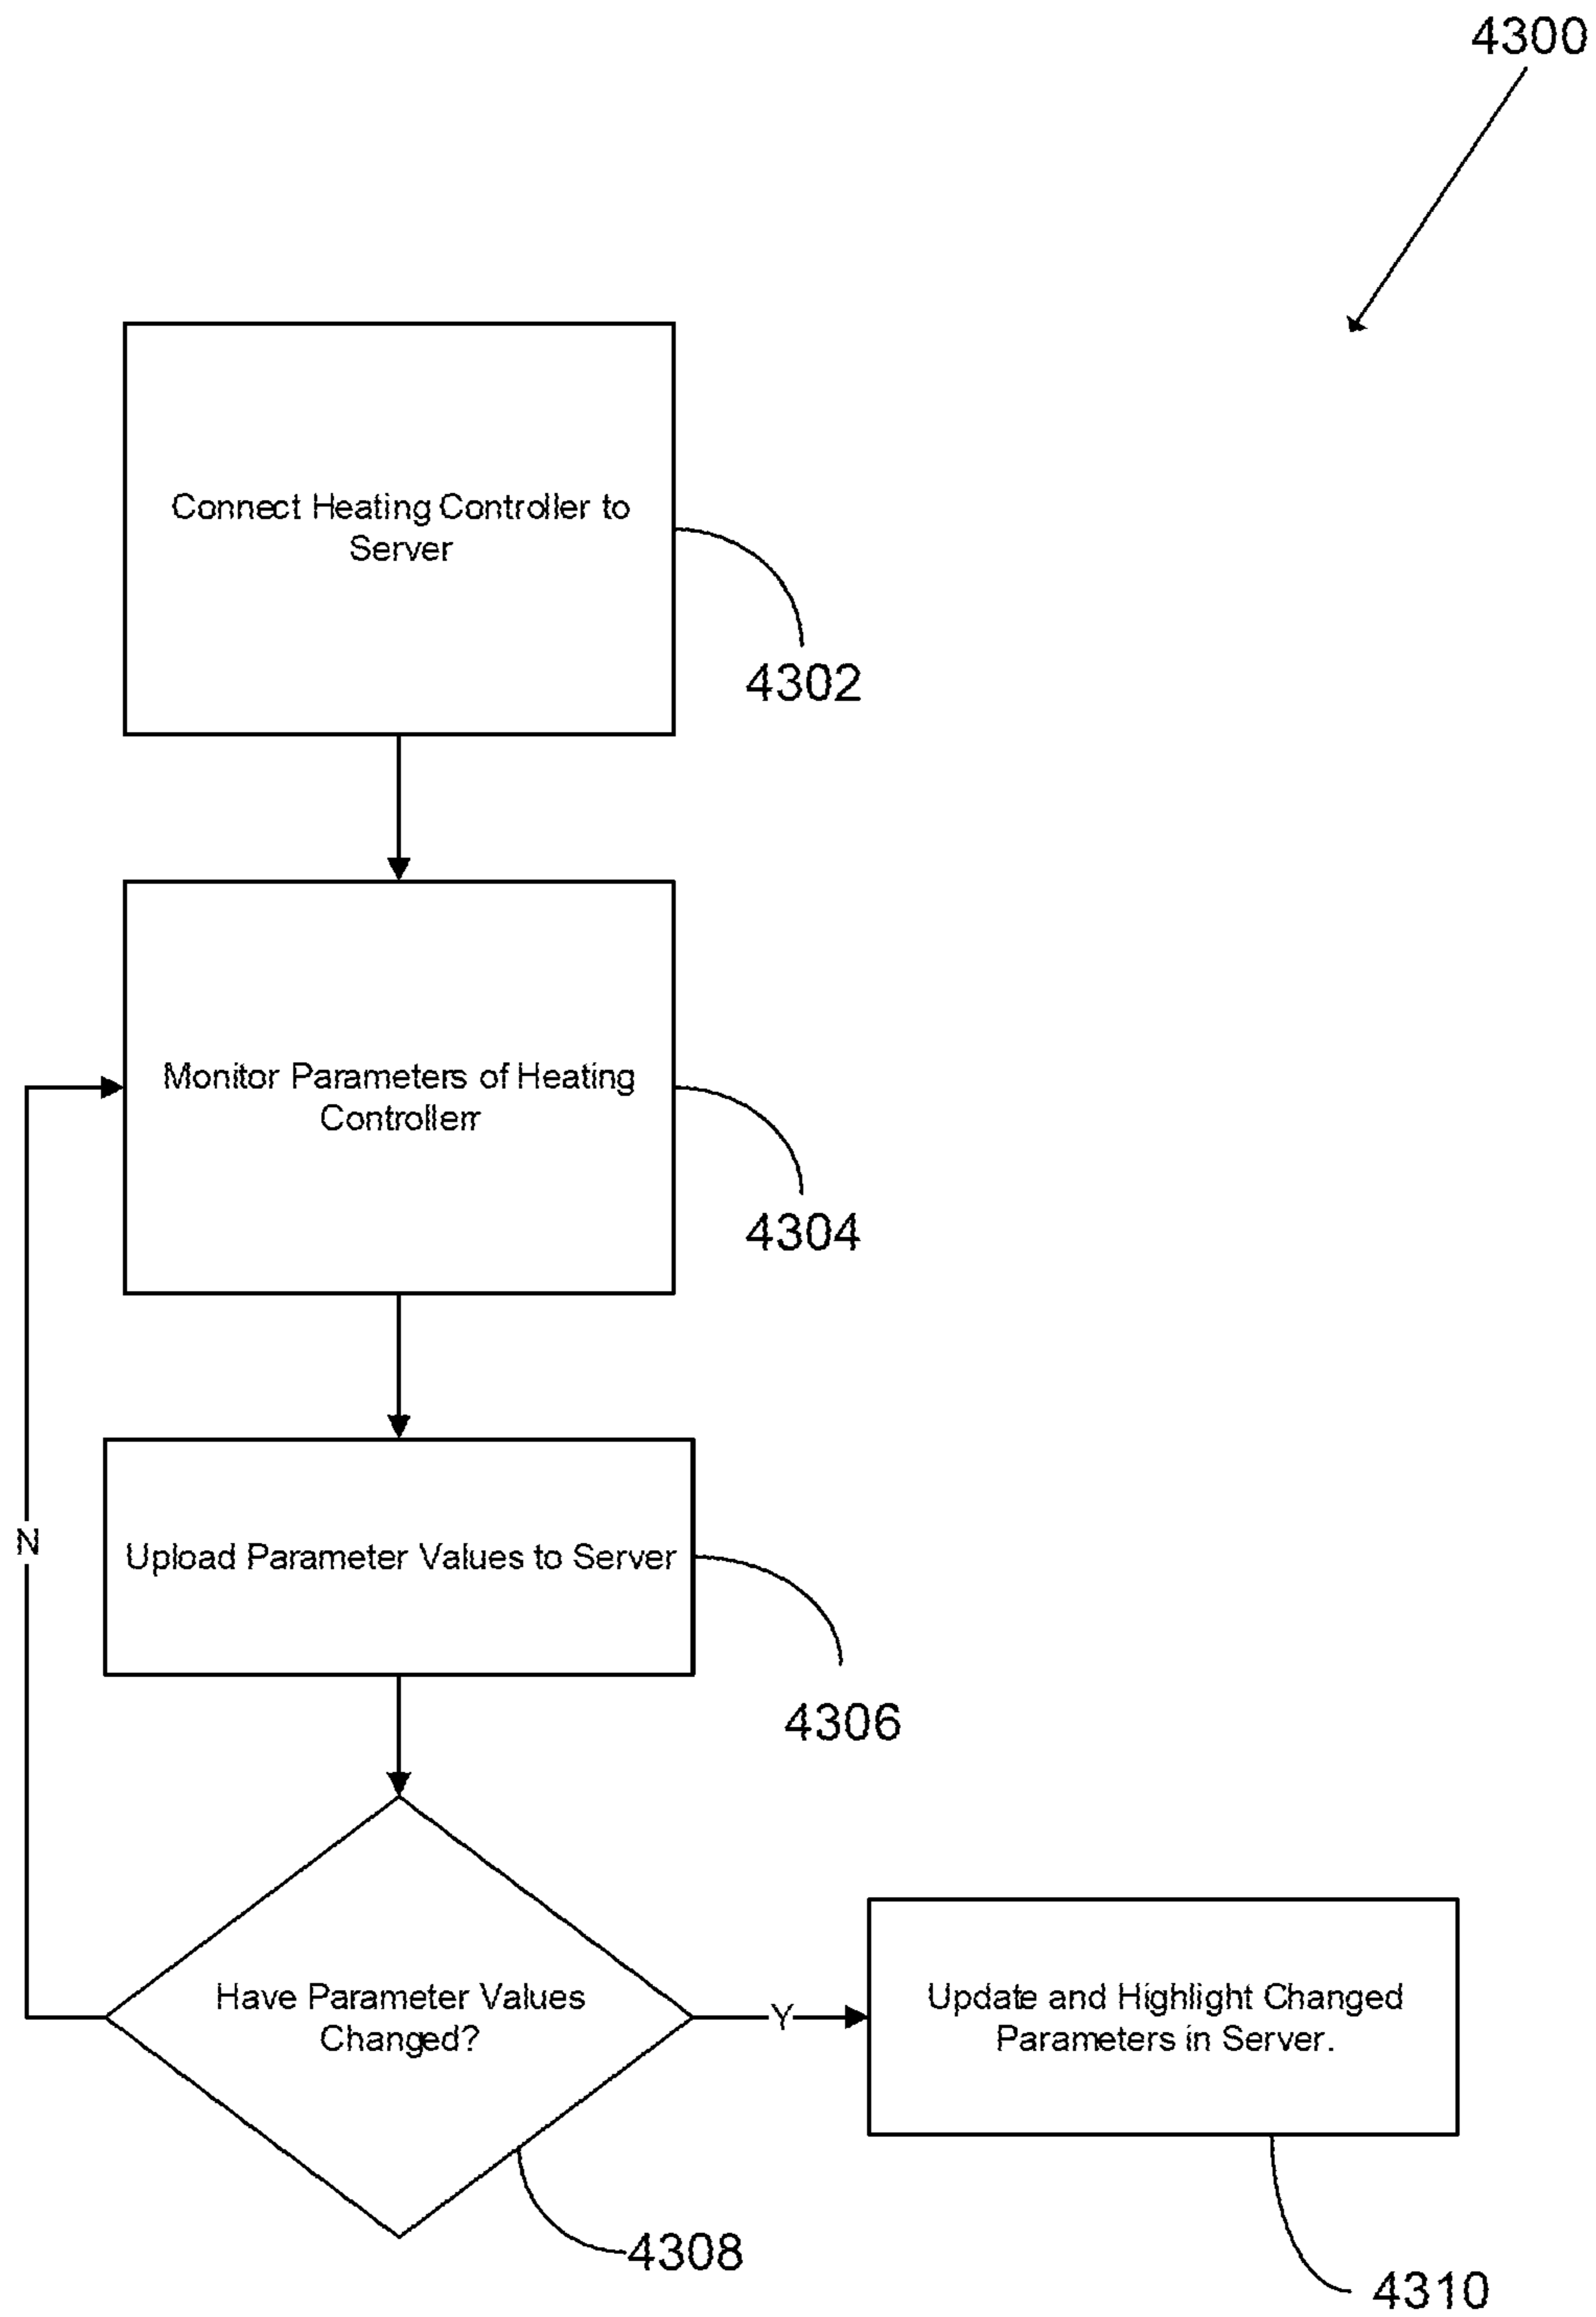 4300
Connect Heating Controller to
Server
4302
Monitor Parameters of Heating
Controllerr
4304
N
Upload Parameter Values to Server
4306
Have Parameter Values
Changed?
Y
Update and Highlight Changed
Parameters in Server.
4308
4310